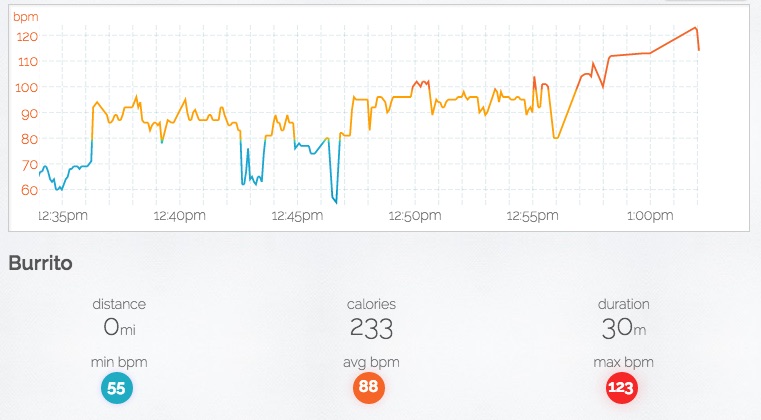 bpm
120
110
100
90
80
70
60
12:35pm 12:40pm 12:45pm 12:50pm 12:55pm 1:00pm
Burrito
distance calories duration
0mi 233 30m
min bpm avg bpm max bpm
55 88 123